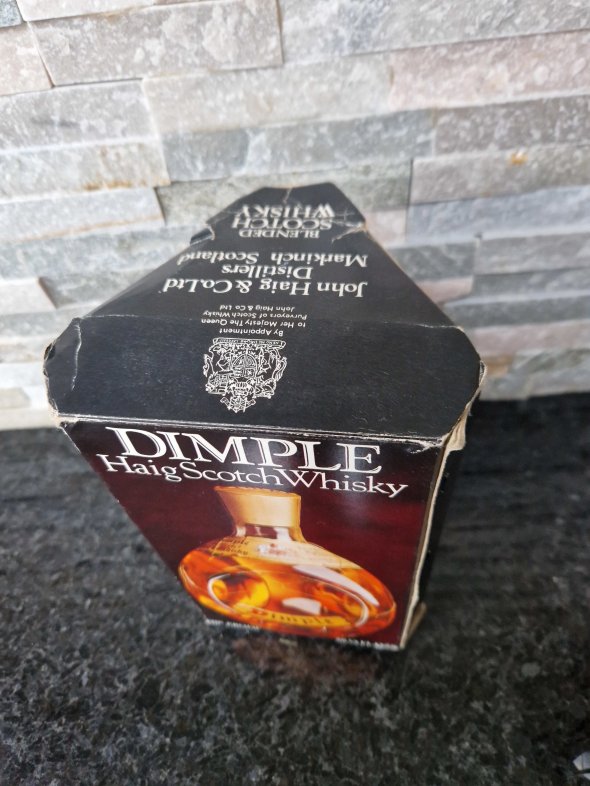 BLENDED
SCOTCH
WHISKY
John Haig & Co.Ltd
Distillers
Markinch Scotland
By Appointment
to Her Majesty The Queen
Purveyors of Scotch Whisky
John Haig & Co Ltd
DIMPLE
Haig Scotch Whisky
DIMPLE